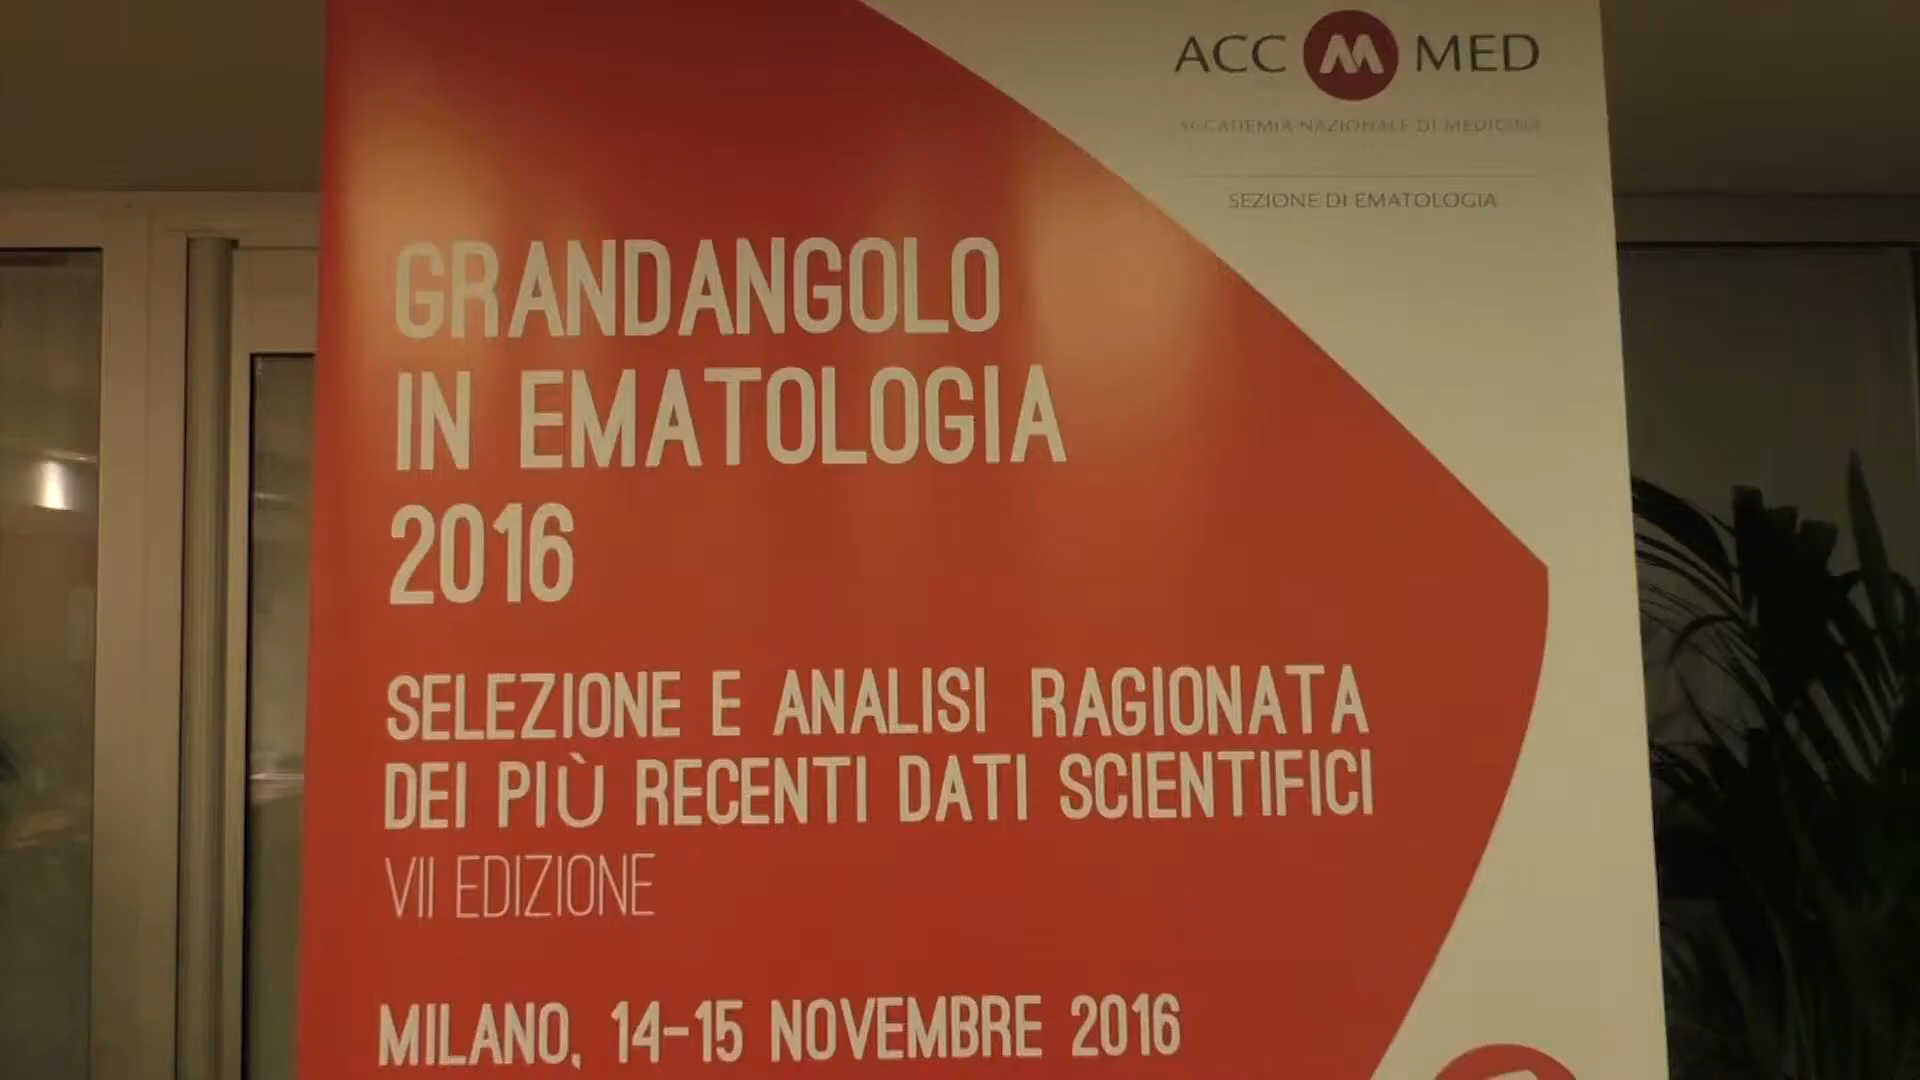 ACC M MED
ACCADEMIA NAZIONALE DI MEDICINA
SEZIONE DI EMATOLOGIA
GRANDANGOLO
IN EMATOLOGIA
2016
SELEZIONE E ANALISI RAGIONATA
DEI PIÙ RECENTI DATI SCIENTIFICI
VII EDIZIONE
MILANO, 14-15 NOVEMBRE 2016